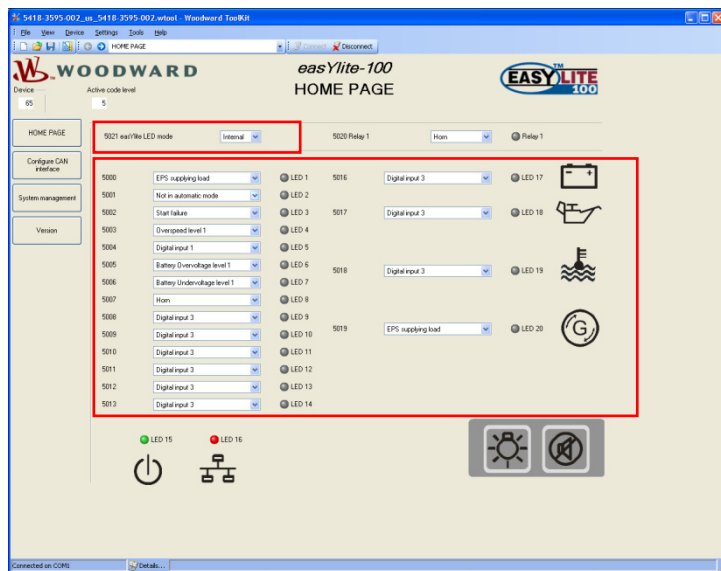 5418-3595-002_us_5418-3595-002.wtool - Woodward ToolKit
File View Device Settings Tools Help
HOME PAGE Connect Disconnect
WOODWARD
easYlite-100
HOME PAGE
EASYLITE
TM
100
Device Active code level
65 5
HOME PAGE
Configure CAN interface
System management
Version
5021 easYlite LED mode Internal 5020 Relay 1 Horn Relay 1
5000 EPS supplying load LED 1 5016 Digital input 3 LED 17
5001 Not in automatic mode LED 2
5002 Start failure LED 3 5017 Digital input 3 LED 18
5003 Overspeed level 1 LED 4
5004 Digital input 1 LED 5
5005 Battery Overvoltage level 1 LED 6 5018 Digital input 3 LED 19
5006 Battery Undervoltage level 1 LED 7
5007 Horn LED 8
5008 Digital input 3 LED 9 5019 EPS supplying load LED 20 G
5009 Digital input 3 LED 10
5010 Digital input 3 LED 11
5011 Digital input 3 LED 12
5012 Digital input 3 LED 13
5013 Digital input 3 LED 14
LED 15 LED 16
Connected on COM1 Details...